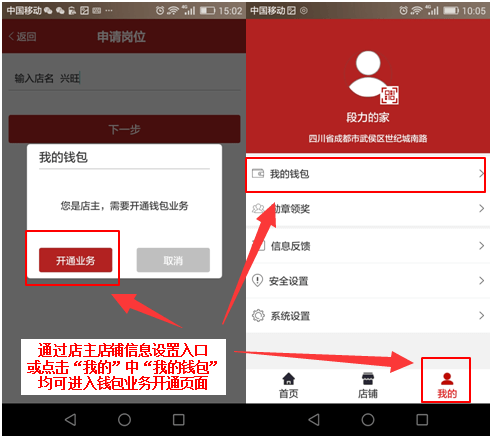 中国移动
4G
15:02
返回
申请岗位
输入店名 兴旺
下一步
我的钱包
您是店主，需要开通钱包业务
开通业务
取消
中国移动
4G
10:05
段力的家
四川省成都市武侯区世纪城南路
我的钱包
勋章领奖
信息反馈
安全设置
系统设置
首页
店铺
我的
通过店主店铺信息设置入口
或点击“我的”中“我的钱包”
均可进入钱包业务开通页面